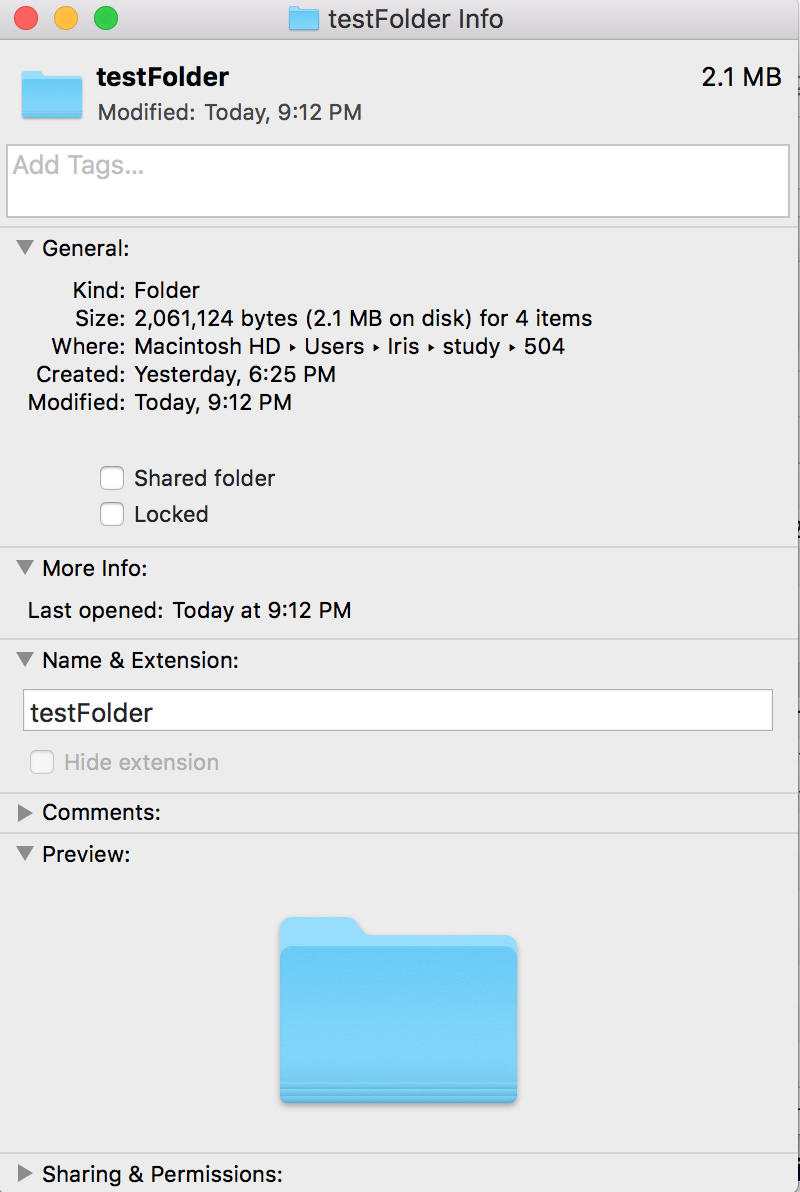 testFolder Info
testFolder
2.1 MB
Modified: Today, 9:12 PM
Add Tags...
General:
Kind: Folder
Size: 2,061,124 bytes (2.1 MB on disk) for 4 items
Where: Macintosh HD ▸ Users ▸ Iris ▸ study ▸ 504
Created: Yesterday, 6:25 PM
Modified: Today, 9:12 PM
Shared folder
Locked
More Info:
Last opened: Today at 9:12 PM
Name & Extension:
testFolder
Hide extension
Comments:
Preview:
Sharing & Permissions: